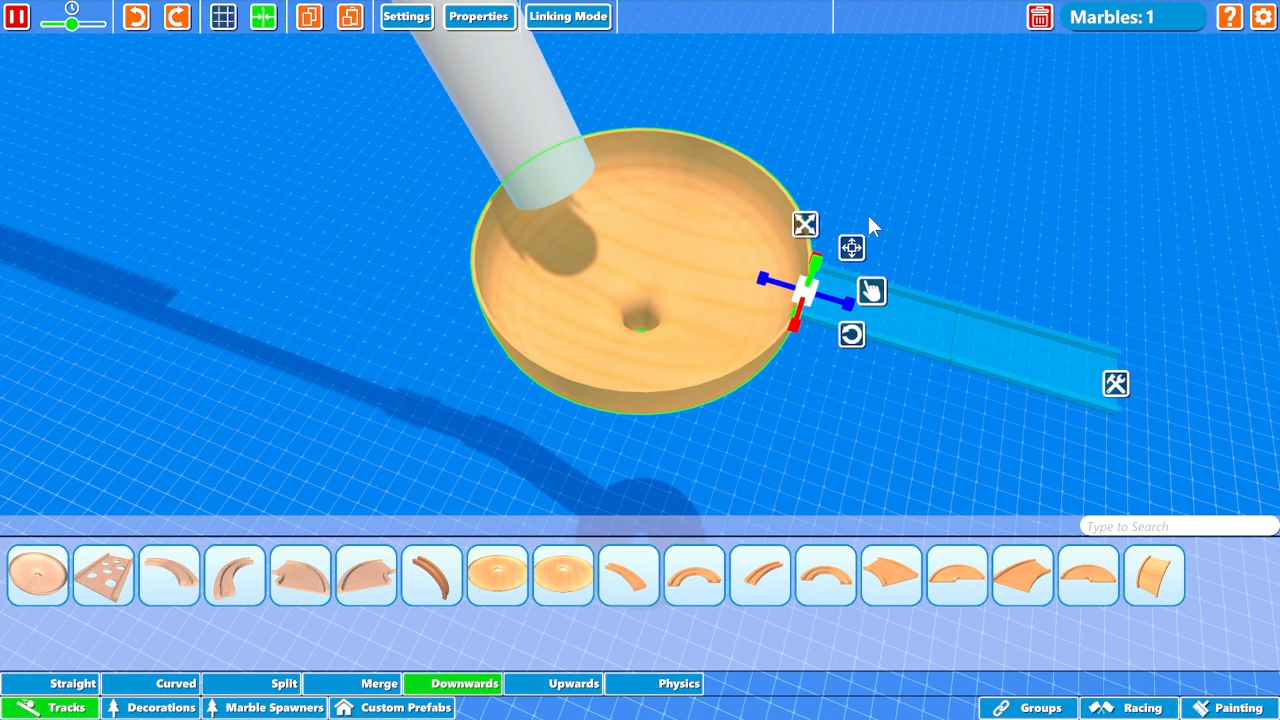 Settings
Properties
Linking Mode
Marbles: 1
?
Type to Search
Straight
Curved
Split
Merge
Downwards
Upwards
Physics
Tracks
Decorations
Marble Spawners
Custom Prefabs
Groups
Racing
Painting